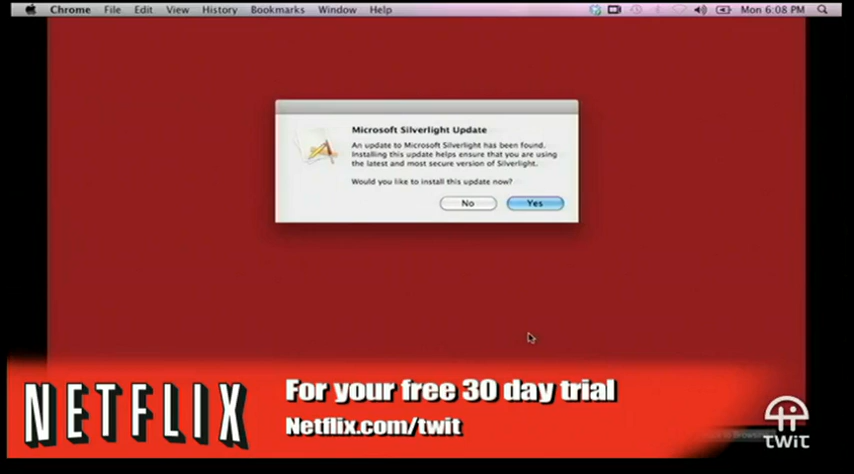 Chrome File Edit View History Bookmarks Window Help Mon 6:08 PM
Microsoft Silverlight Update
An update to Microsoft Silverlight has been found.
Installing this update helps ensure that you are using
the latest and most secure version of Silverlight.
Would you like to install this update now?
No Yes
NETFLIX
For your free 30 day trial
Netflix.com/twit
TWiT